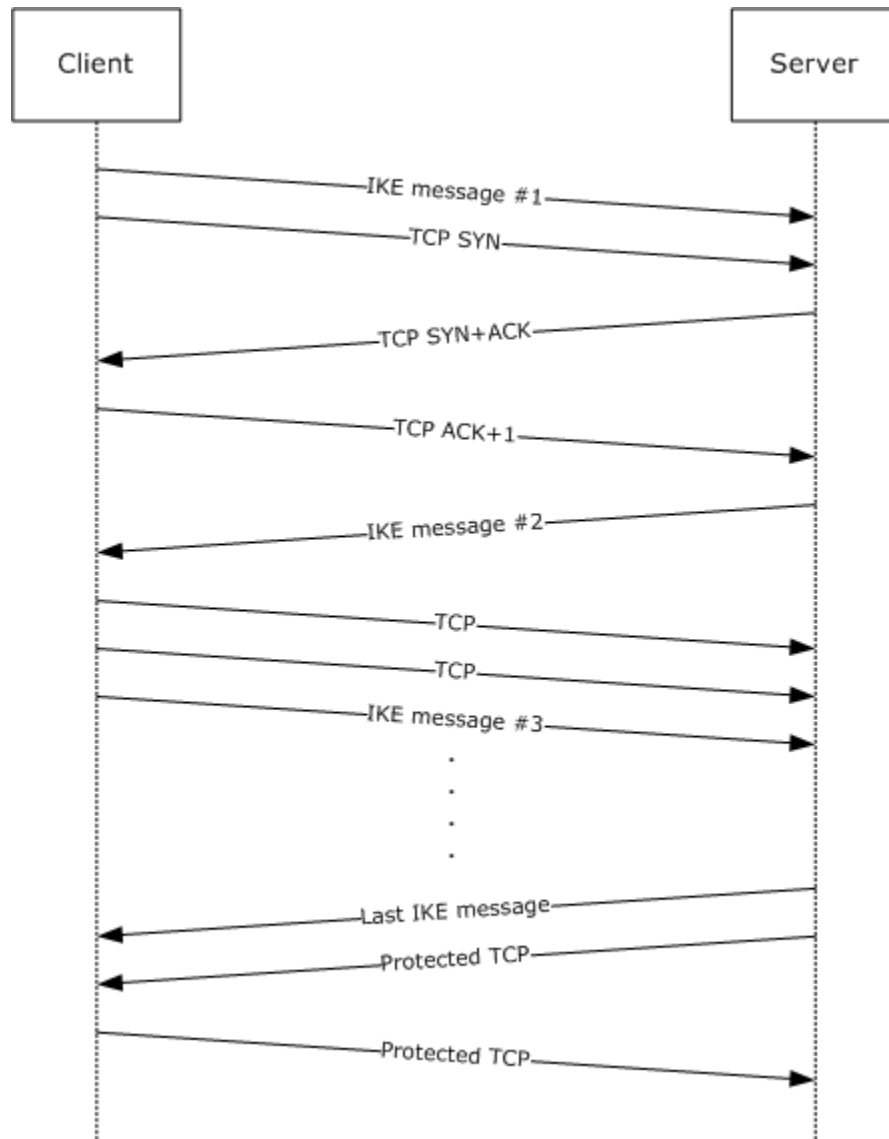 Client
Server
IKE message #1
TCP SYN
TCP SYN+ACK
TCP ACK+1
IKE message #2
TCP
TCP
IKE message #3
Last IKE message
Protected TCP
Protected TCP